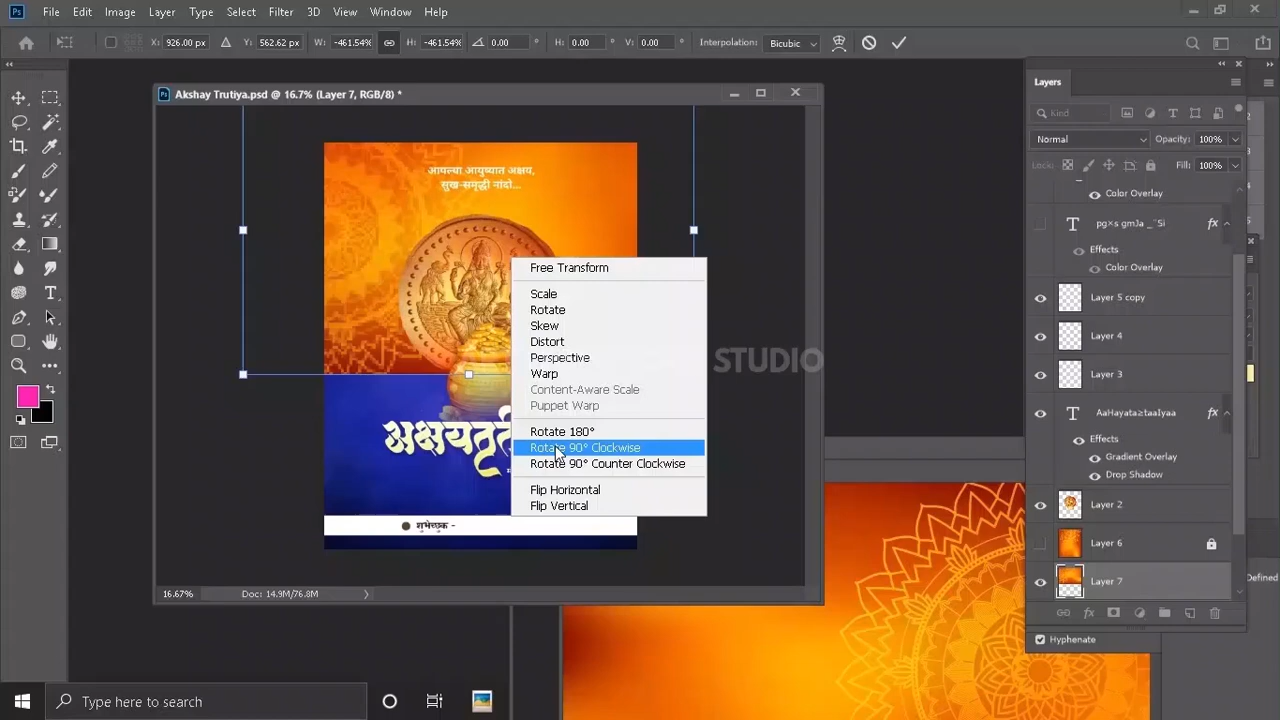 File Edit Image Layer Type Select Filter 3D View Window Help
X: 926.00 px Y: 562.62 px W: -461.54% H: -461.54% 0.00 ° H: 0.00 ° V: 0.00 ° Interpolation: Bicubic
Akshay Trutiya.psd @ 16.7% (Layer 7, RGB/8) *
आपल्या आयुष्यात अक्षय,
सुख-समृद्धी नांदो...
Free Transform
Scale
Rotate
Skew
Distort
Perspective
Warp
Content-Aware Scale
Puppet Warp
Rotate 180°
Rotate 90° Clockwise
Rotate 90° Counter Clockwise
Flip Horizontal
Flip Vertical
STUDIO
शुभेच्छुक -
16.67% Doc: 14.9M/76.8M
Layers
Kind
Normal Opacity: 100%
Lock: Fill: 100%
Color Overlay
pg×s gmJa _¨Si fx
Effects
Color Overlay
Layer 5 copy
Layer 4
Layer 3
AaHayata≥taaIyaa fx
Effects
Gradient Overlay
Drop Shadow
Layer 2
Layer 6
Layer 7
Defined
Hyphenate
Type here to search